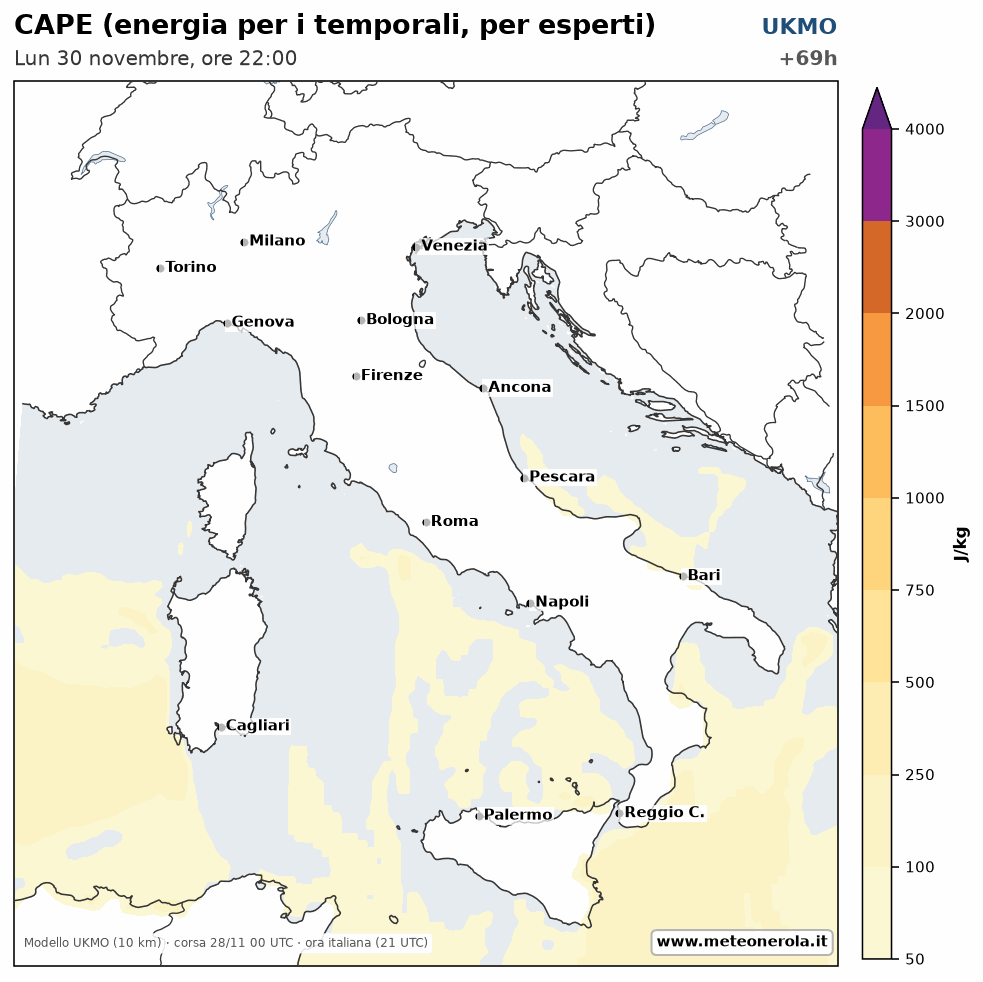 CAPE (energia per i temporali, per esperti)
UKMO
Lun 30 novembre, ore 22:00
+69h
4000
3000
2000
1500
1000
750
500
250
100
50
J/kg
Milano
Venezia
Torino
Genova
Bologna
Firenze
Ancona
Pescara
Roma
Bari
Napoli
Cagliari
Palermo
Reggio C.
Modello UKMO (10 km) · corsa 28/11 00 UTC · ora italiana (21 UTC)
www.meteonerola.it